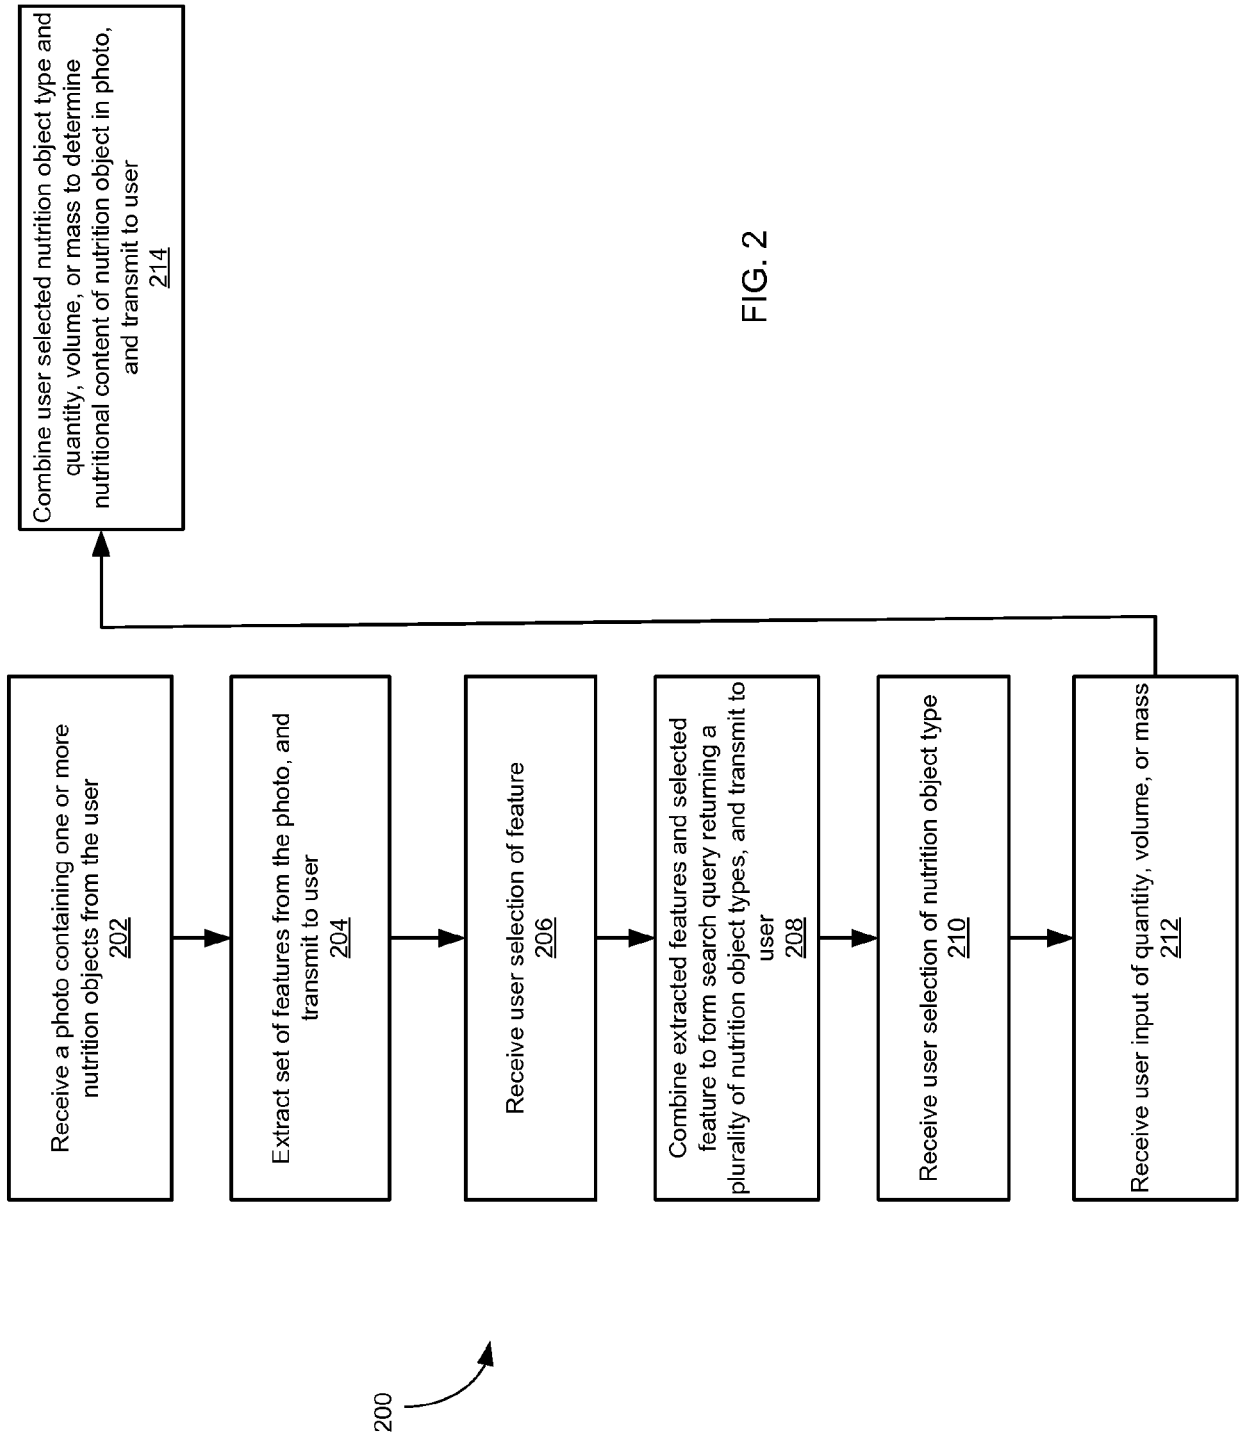 Receive a photo containing one or more
nutrition objects from the user
202
Extract set of features from the photo, and
transmit to user
204
Receive user selection of feature
206
Combine extracted features and selected
feature to form search query returning a
plurality of nutrition object types, and transmit to
user
208
Receive user selection of nutrition object type
210
Receive user input of quantity, volume, or mass
212
Combine user selected nutrition object type and
quantity, volume, or mass to determine
nutritional content of nutrition object in photo,
and transmit to user
214
200
FIG. 2